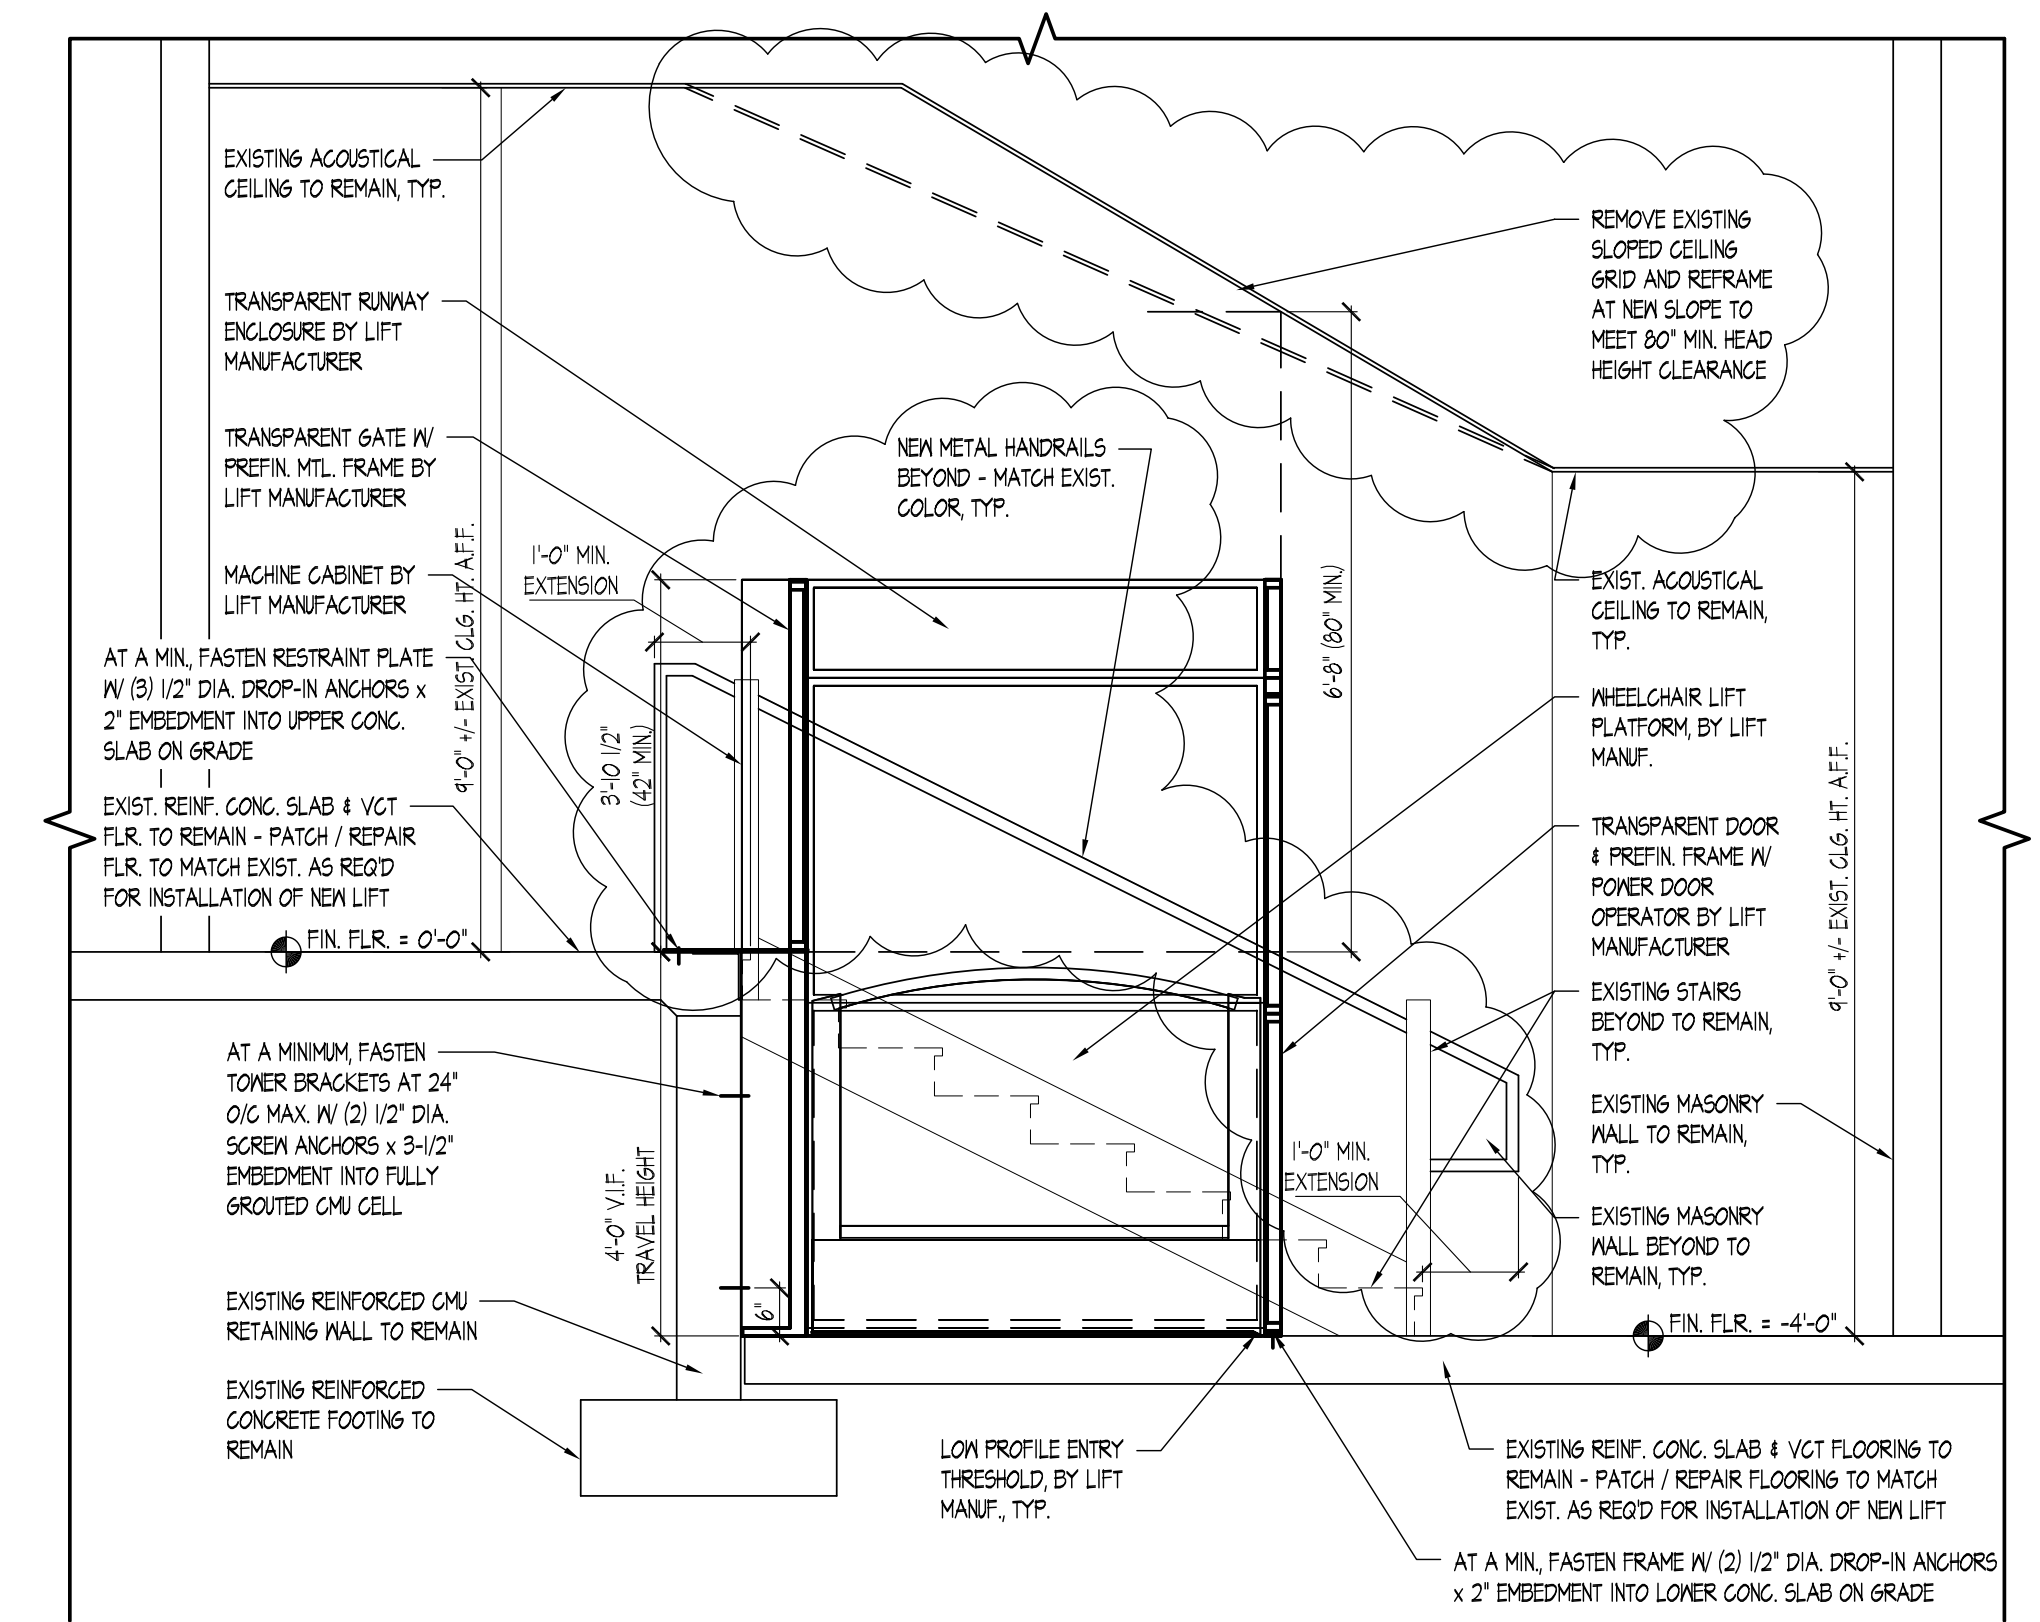 EXISTING ACOUSTICAL
CEILING TO REMAIN, TYP.
TRANSPARENT RUNWAY
ENCLOSURE BY LIFT
MANUFACTURER
TRANSPARENT GATE W/
PREFIN. MTL. FRAME BY
LIFT MANUFACTURER
MACHINE CABINET BY
LIFT MANUFACTURER
AT A MIN., FASTEN RESTRAINT PLATE
W/ (3) 1/2" DIA. DROP-IN ANCHORS x
2" EMBEDMENT INTO UPPER CONC.
SLAB ON GRADE
EXIST. REINF. CONC. SLAB & VCT
FLR. TO REMAIN - PATCH / REPAIR
FLR. TO MATCH EXIST. AS REQ'D
FOR INSTALLATION OF NEW LIFT
FIN. FLR. = 0'-0"
9'-0" +/- EXIST. CLG. HT. A.F.F.
1'-0" MIN.
EXTENSION
3'-10 1/2"
(42" MIN.)
NEW METAL HANDRAILS
BEYOND - MATCH EXIST.
COLOR, TYP.
6'-8" (80" MIN.)
REMOVE EXISTING
SLOPED CEILING
GRID AND REFRAME
AT NEW SLOPE TO
MEET 80" MIN. HEAD
HEIGHT CLEARANCE
EXIST. ACOUSTICAL
CEILING TO REMAIN,
TYP.
WHEELCHAIR LIFT
PLATFORM, BY LIFT
MANUF.
TRANSPARENT DOOR
& PREFIN. FRAME W/
POWER DOOR
OPERATOR BY LIFT
MANUFACTURER
9'-0" +/- EXIST. CLG. HT. A.F.F.
EXISTING STAIRS
BEYOND TO REMAIN,
TYP.
EXISTING MASONRY
WALL TO REMAIN,
TYP.
EXISTING MASONRY
WALL BEYOND TO
REMAIN, TYP.
1'-0" MIN.
EXTENSION
FIN. FLR. = -4'-0"
AT A MINIMUM, FASTEN
TOWER BRACKETS AT 24"
O/C MAX. W/ (2) 1/2" DIA.
SCREW ANCHORS x 3-1/2"
EMBEDMENT INTO FULLY
GROUTED CMU CELL
4'-0" V.I.F.
TRAVEL HEIGHT
6"
EXISTING REINFORCED CMU
RETAINING WALL TO REMAIN
EXISTING REINFORCED
CONCRETE FOOTING TO
REMAIN
LOW PROFILE ENTRY
THRESHOLD, BY LIFT
MANUF., TYP.
EXISTING REINF. CONC. SLAB & VCT FLOORING TO
REMAIN - PATCH / REPAIR FLOORING TO MATCH
EXIST. AS REQ'D FOR INSTALLATION OF NEW LIFT
AT A MIN., FASTEN FRAME W/ (2) 1/2" DIA. DROP-IN ANCHORS
x 2" EMBEDMENT INTO LOWER CONC. SLAB ON GRADE